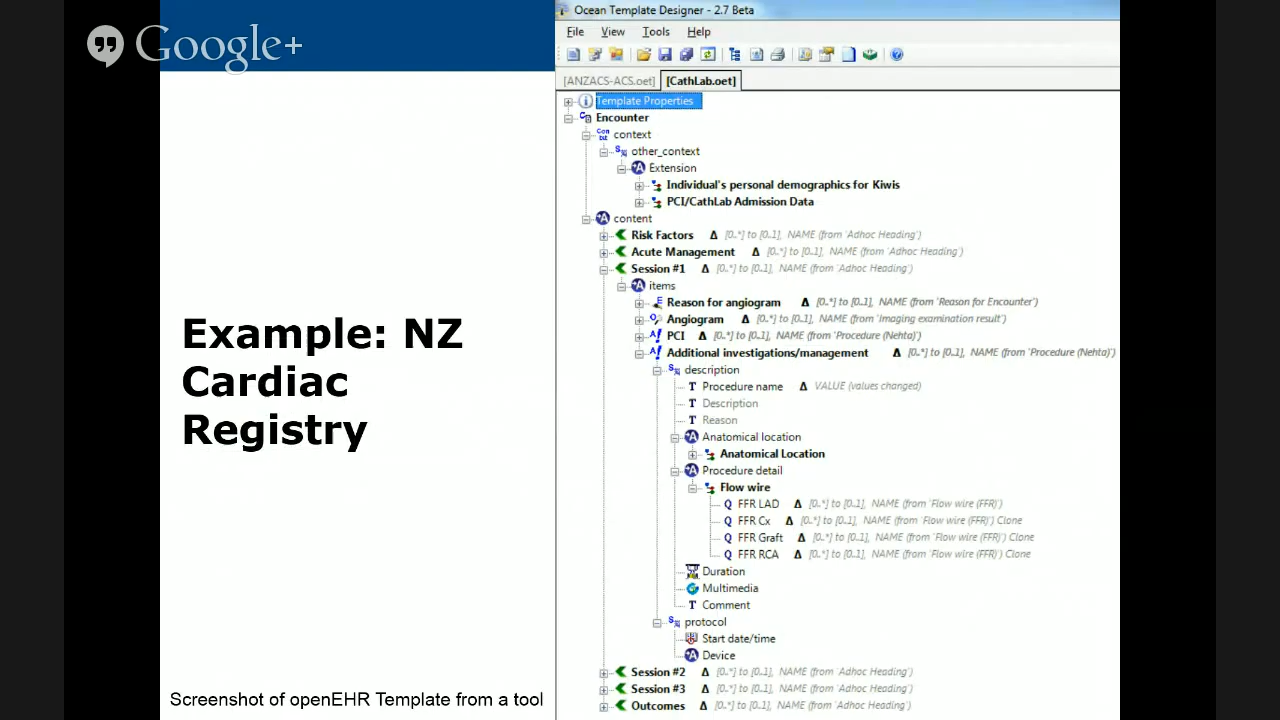 Google+
Example: NZ
Cardiac
Registry
Screenshot of openEHR Template from a tool
Ocean Template Designer - 2.7 Beta
File View Tools Help
[ANZACS-ACS.oet] [CathLab.oet]
Template Properties
Encounter
context
other_context
Extension
Individual's personal demographics for Kiwis
PCI/CathLab Admission Data
content
Risk Factors Δ [0..*] to [0..1], NAME (from 'Adhoc Heading')
Acute Management Δ [0..*] to [0..1], NAME (from 'Adhoc Heading')
Session #1 Δ [0..*] to [0..1], NAME (from 'Adhoc Heading')
items
Reason for angiogram Δ [0..*] to [0..1], NAME (from 'Reason for Encounter')
Angiogram Δ [0..*] to [0..1], NAME (from 'Imaging examination result')
PCI Δ [0..*] to [0..1], NAME (from 'Procedure (Nehta)')
Additional investigations/management Δ [0..*] to [0..1], NAME (from 'Procedure (Nehta)')
description
Procedure name Δ VALUE (values changed)
Description
Reason
Anatomical location
Anatomical Location
Procedure detail
Flow wire
FFR LAD Δ [0..*] to [0..1], NAME (from 'Flow wire (FFR)')
FFR Cx Δ [0..*] to [0..1], NAME (from 'Flow wire (FFR)') Clone
FFR Graft Δ [0..*] to [0..1], NAME (from 'Flow wire (FFR)') Clone
FFR RCA Δ [0..*] to [0..1], NAME (from 'Flow wire (FFR)') Clone
Duration
Multimedia
Comment
protocol
Start date/time
Device
Session #2 Δ [0..*] to [0..1], NAME (from 'Adhoc Heading')
Session #3 Δ [0..*] to [0..1], NAME (from 'Adhoc Heading')
Outcomes Δ [0..*] to [0..1], NAME (from 'Adhoc Heading')